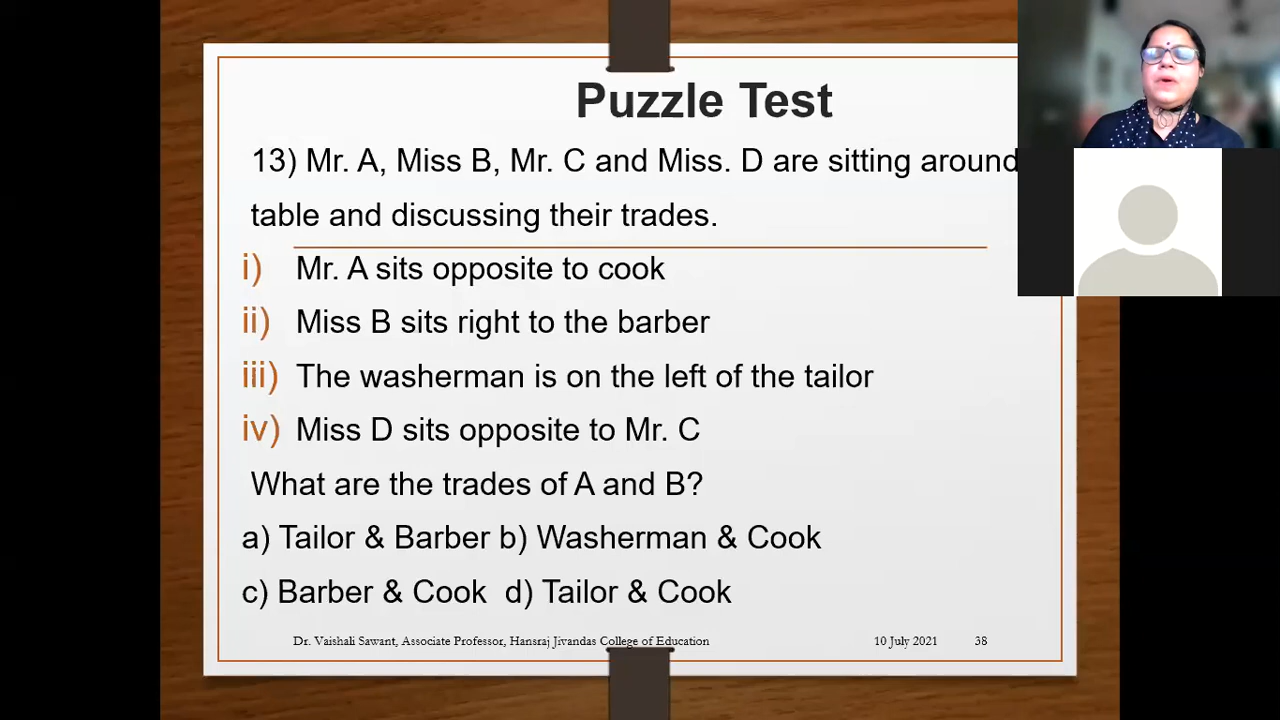 Puzzle Test
13) Mr. A, Miss B, Mr. C and Miss. D are sitting around
table and discussing their trades.
i) Mr. A sits opposite to cook
ii) Miss B sits right to the barber
iii) The washerman is on the left of the tailor
iv) Miss D sits opposite to Mr. C
What are the trades of A and B?
a) Tailor & Barber b) Washerman & Cook
c) Barber & Cook d) Tailor & Cook
Dr. Vaishali Sawant, Associate Professor, Hansraj Jivandas College of Education 10 July 2021 38